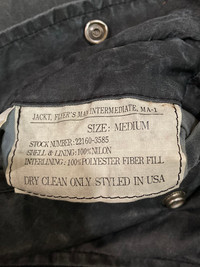 JACKT. FLYER'S MAN INTERMEDIATE, MA-1
SIZE: MEDIUM
STOCK NUMBER: 22160-3585
SHELL & LINING: 100% NYLON
INTERLINING: 100% POLYESTER FIBER FILL
DRY CLEAN ONLY STYLED IN USA